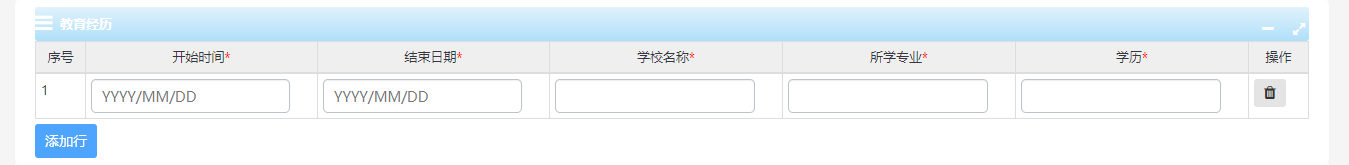 教育经历
序号 开始时间* 结束日期* 学校名称* 所学专业* 学历* 操作
1 YYYY/MM/DD YYYY/MM/DD
添加行